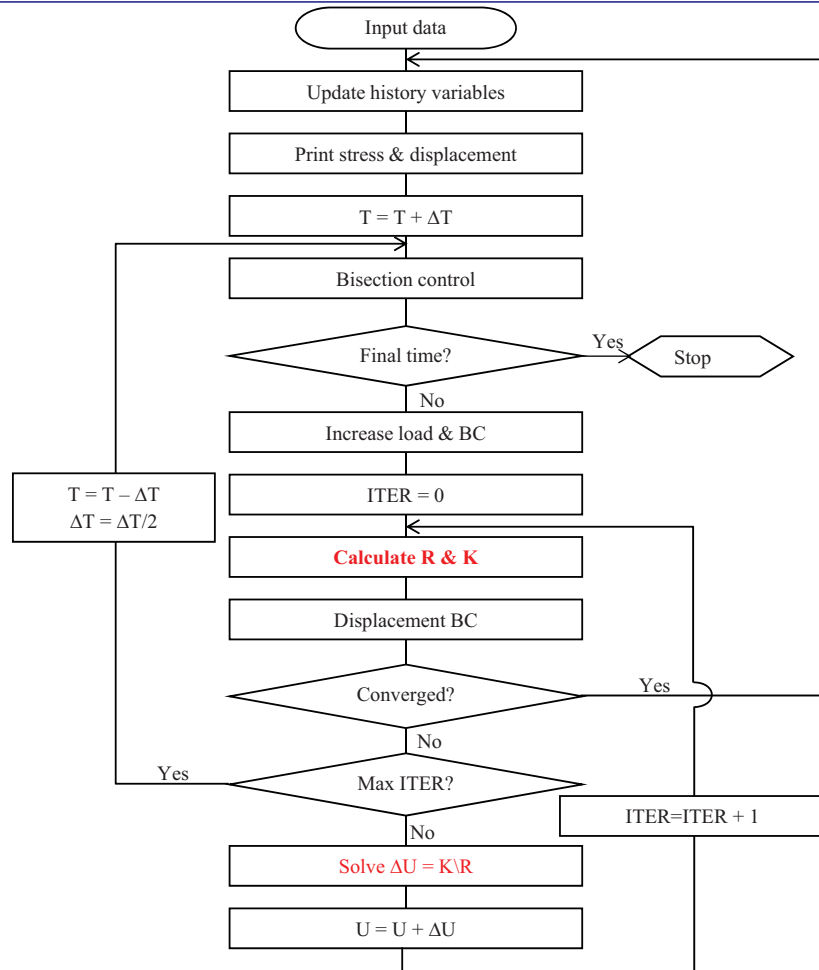 Input data
Update history variables
Print stress & displacement
T = T + ΔT
Bisection control
Final time?
Yes
Stop
No
Increase load & BC
T = T – ΔT
ΔT = ΔT/2
ITER = 0
Calculate R & K
Displacement BC
Converged?
Yes
No
Yes
Max ITER?
ITER=ITER + 1
No
Solve ΔU = K\R
U = U + ΔU